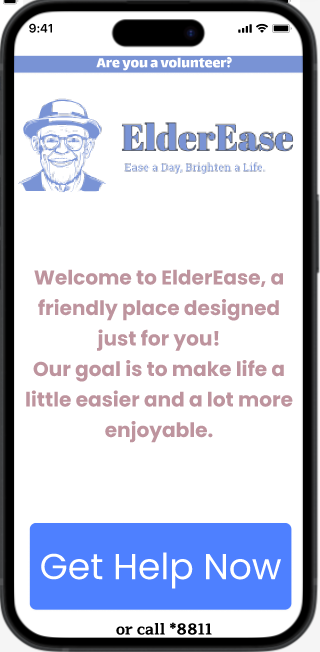 9:41
Are you a volunteer?
ElderEase
Ease a Day, Brighten a Life.
Welcome to ElderEase, a
friendly place designed
just for you!
Our goal is to make life a
little easier and a lot more
enjoyable.
Get Help Now
or call *8811